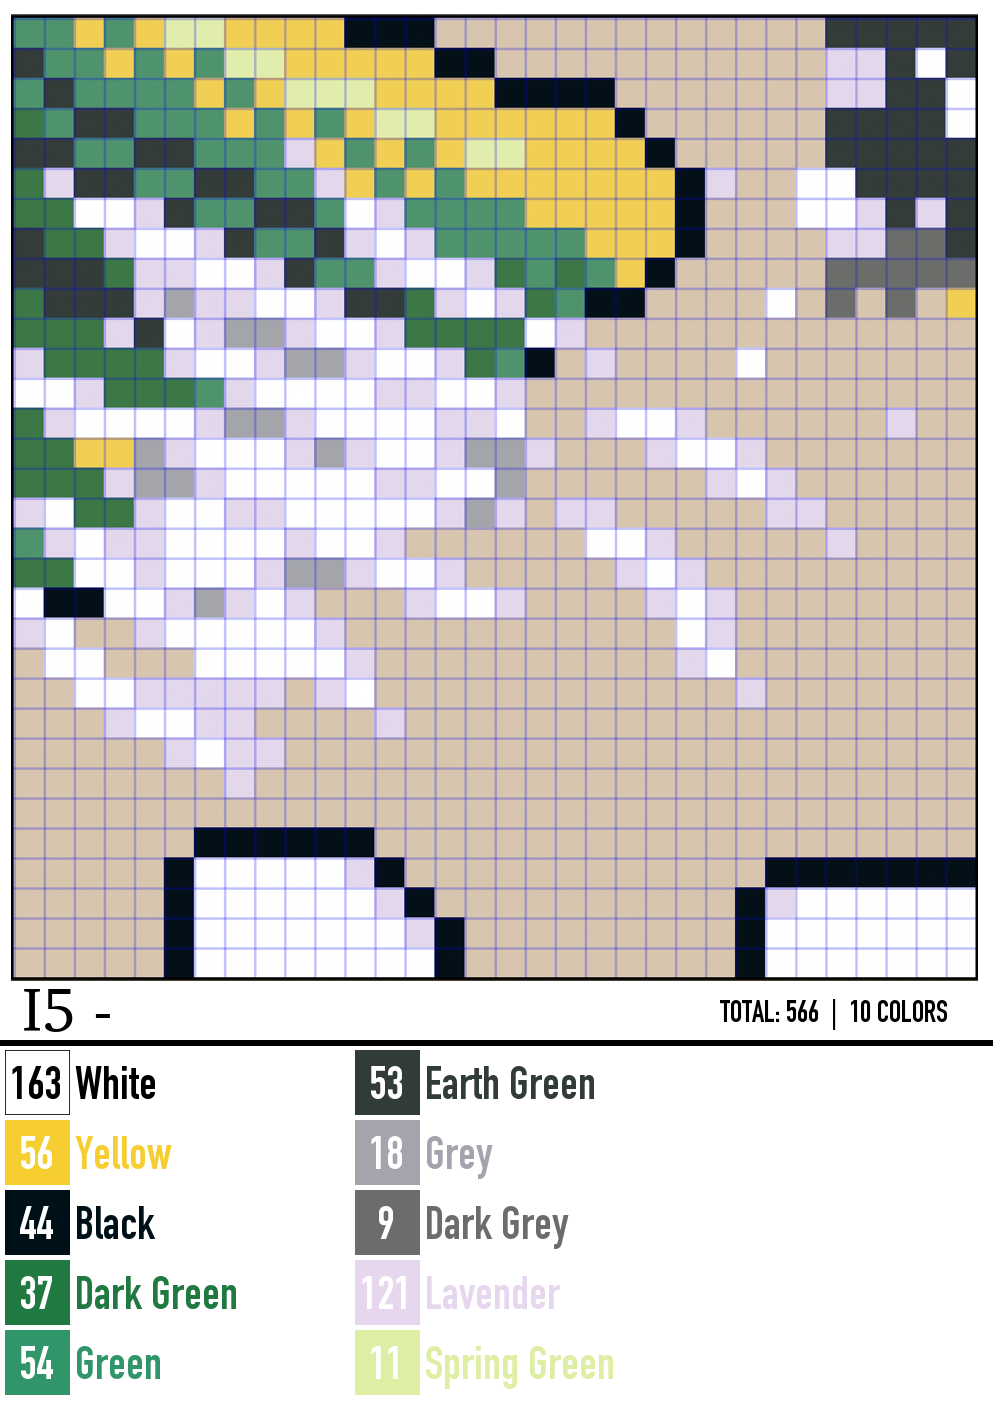 I5 -
TOTAL: 566 | 10 COLORS
163 White
53 Earth Green
56 Yellow
18 Grey
44 Black
9 Dark Grey
37 Dark Green
121 Lavender
54 Green
11 Spring Green